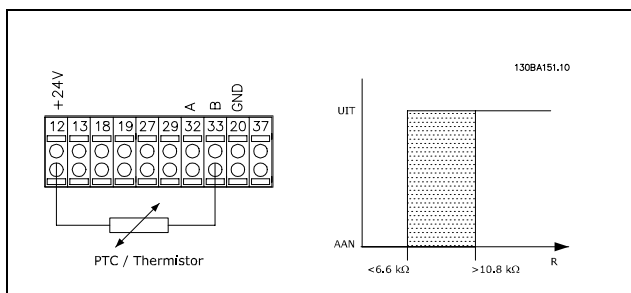 130BA151.10
+24V
A
B
GND
12 13 18 19 27 29 32 33 20 37
PTC / Thermistor
UIT
AAN
<6.6 kΩ
>10.8 kΩ
R